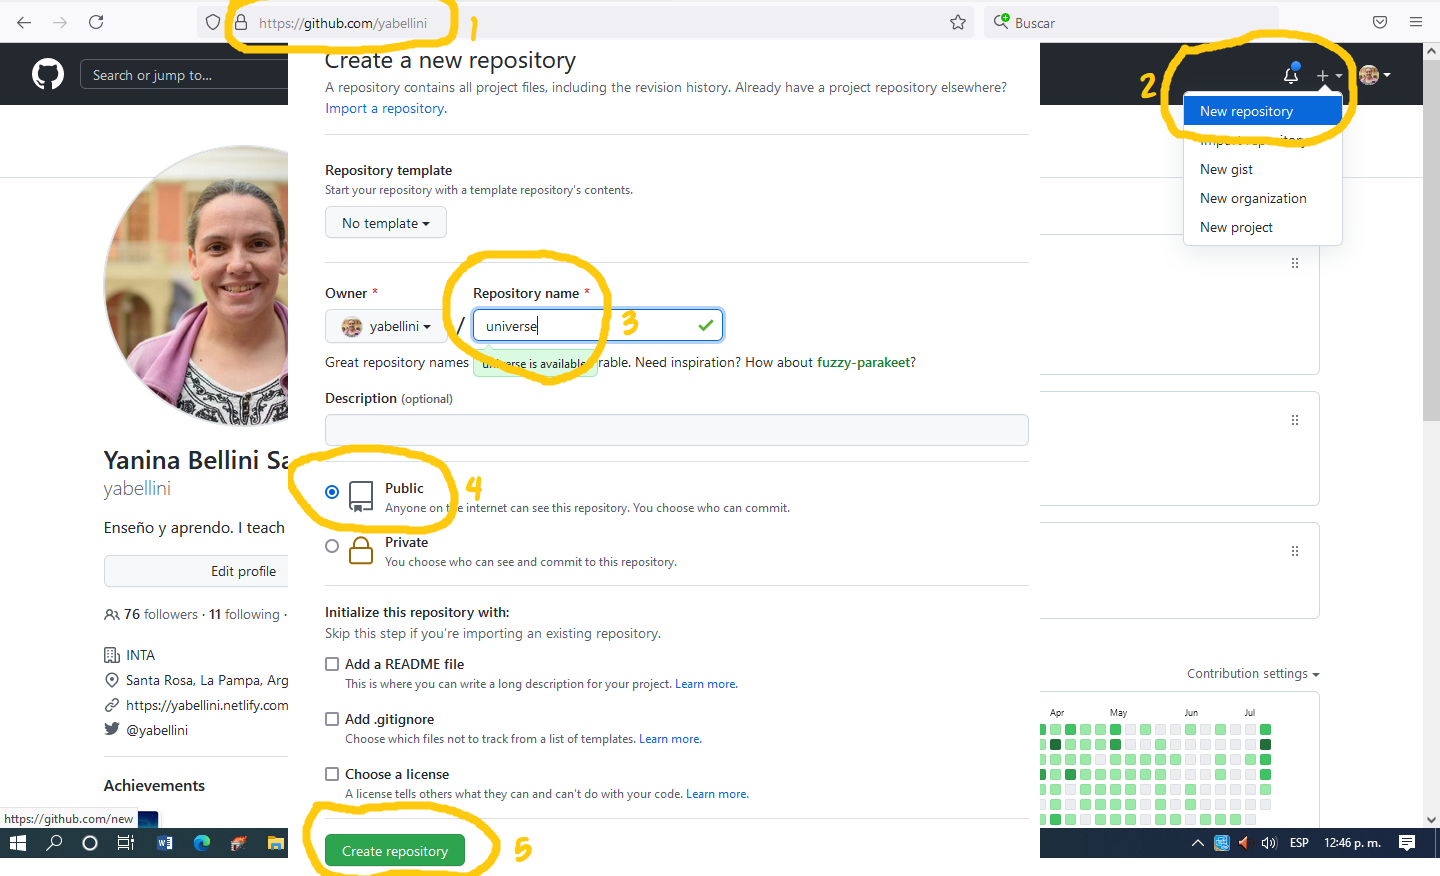 https://github.com/yabellini
1
Buscar
Search or jump to...
2
New repository
Import repository
New gist
New organization
New project
Create a new repository
A repository contains all project files, including the revision history. Already have a project repository elsewhere?
Import a repository.
Repository template
Start your repository with a template repository's contents.
No template
Owner *
Repository name *
yabellini
/
universe
3
Great repository names
universe is available
rable. Need inspiration? How about fuzzy-parakeet?
Description (optional)
Public
4
Anyone on the internet can see this repository. You choose who can commit.
Private
You choose who can see and commit to this repository.
Initialize this repository with:
Skip this step if you're importing an existing repository.
Add a README file
This is where you can write a long description for your project. Learn more.
Add .gitignore
Choose which files not to track from a list of templates. Learn more.
Choose a license
A license tells others what they can and can't do with your code. Learn more.
Create repository
5
Yanina Bellini Sa
yabellini
Enseño y aprendo. I teach
Edit profile
76 followers · 11 following ·
INTA
Santa Rosa, La Pampa, Arg
https://yabellini.netlify.com
@yabellini
Achievements
https://github.com/new
Contribution settings
Apr May Jun Jul
ESP 12:46 p. m.